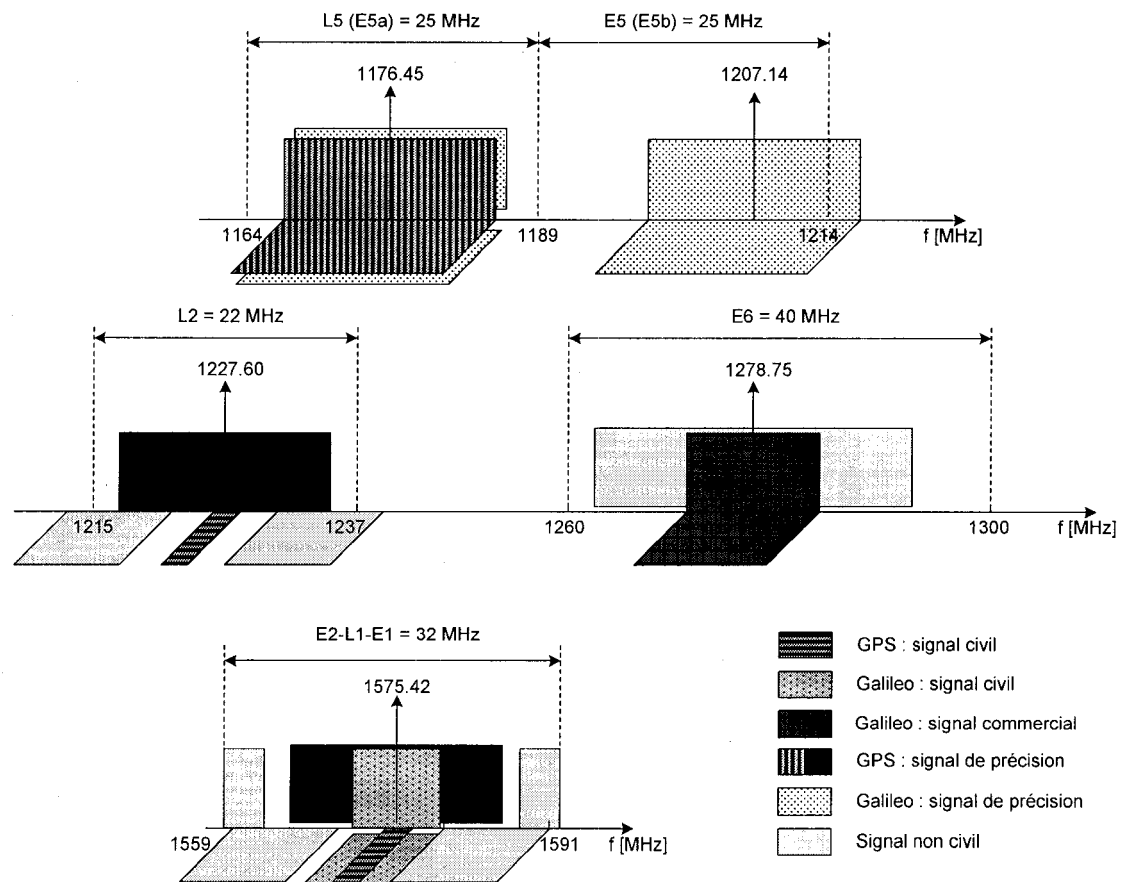 L5 (E5a) = 25 MHz
E5 (E5b) = 25 MHz
1176.45
1207.14
1164
1189
1214
f [MHz]
L2 = 22 MHz
E6 = 40 MHz
1227.60
1278.75
1215
1237
1260
1300
f [MHz]
E2-L1-E1 = 32 MHz
1575.42
1559
1591
f [MHz]
GPS : signal civil
Galileo : signal civil
Galileo : signal commercial
GPS : signal de précision
Galileo : signal de précision
Signal non civil